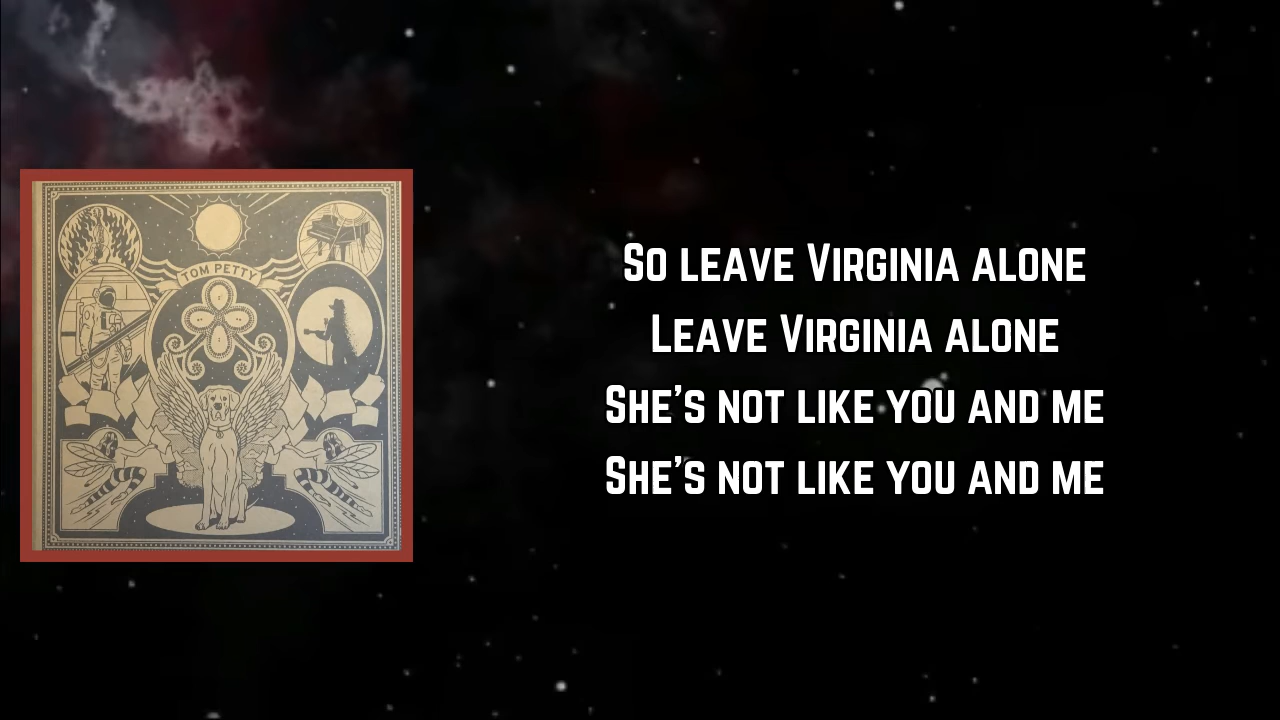 TOM PETTY
So leave Virginia alone
Leave Virginia alone
She's not like you and me
She's not like you and me